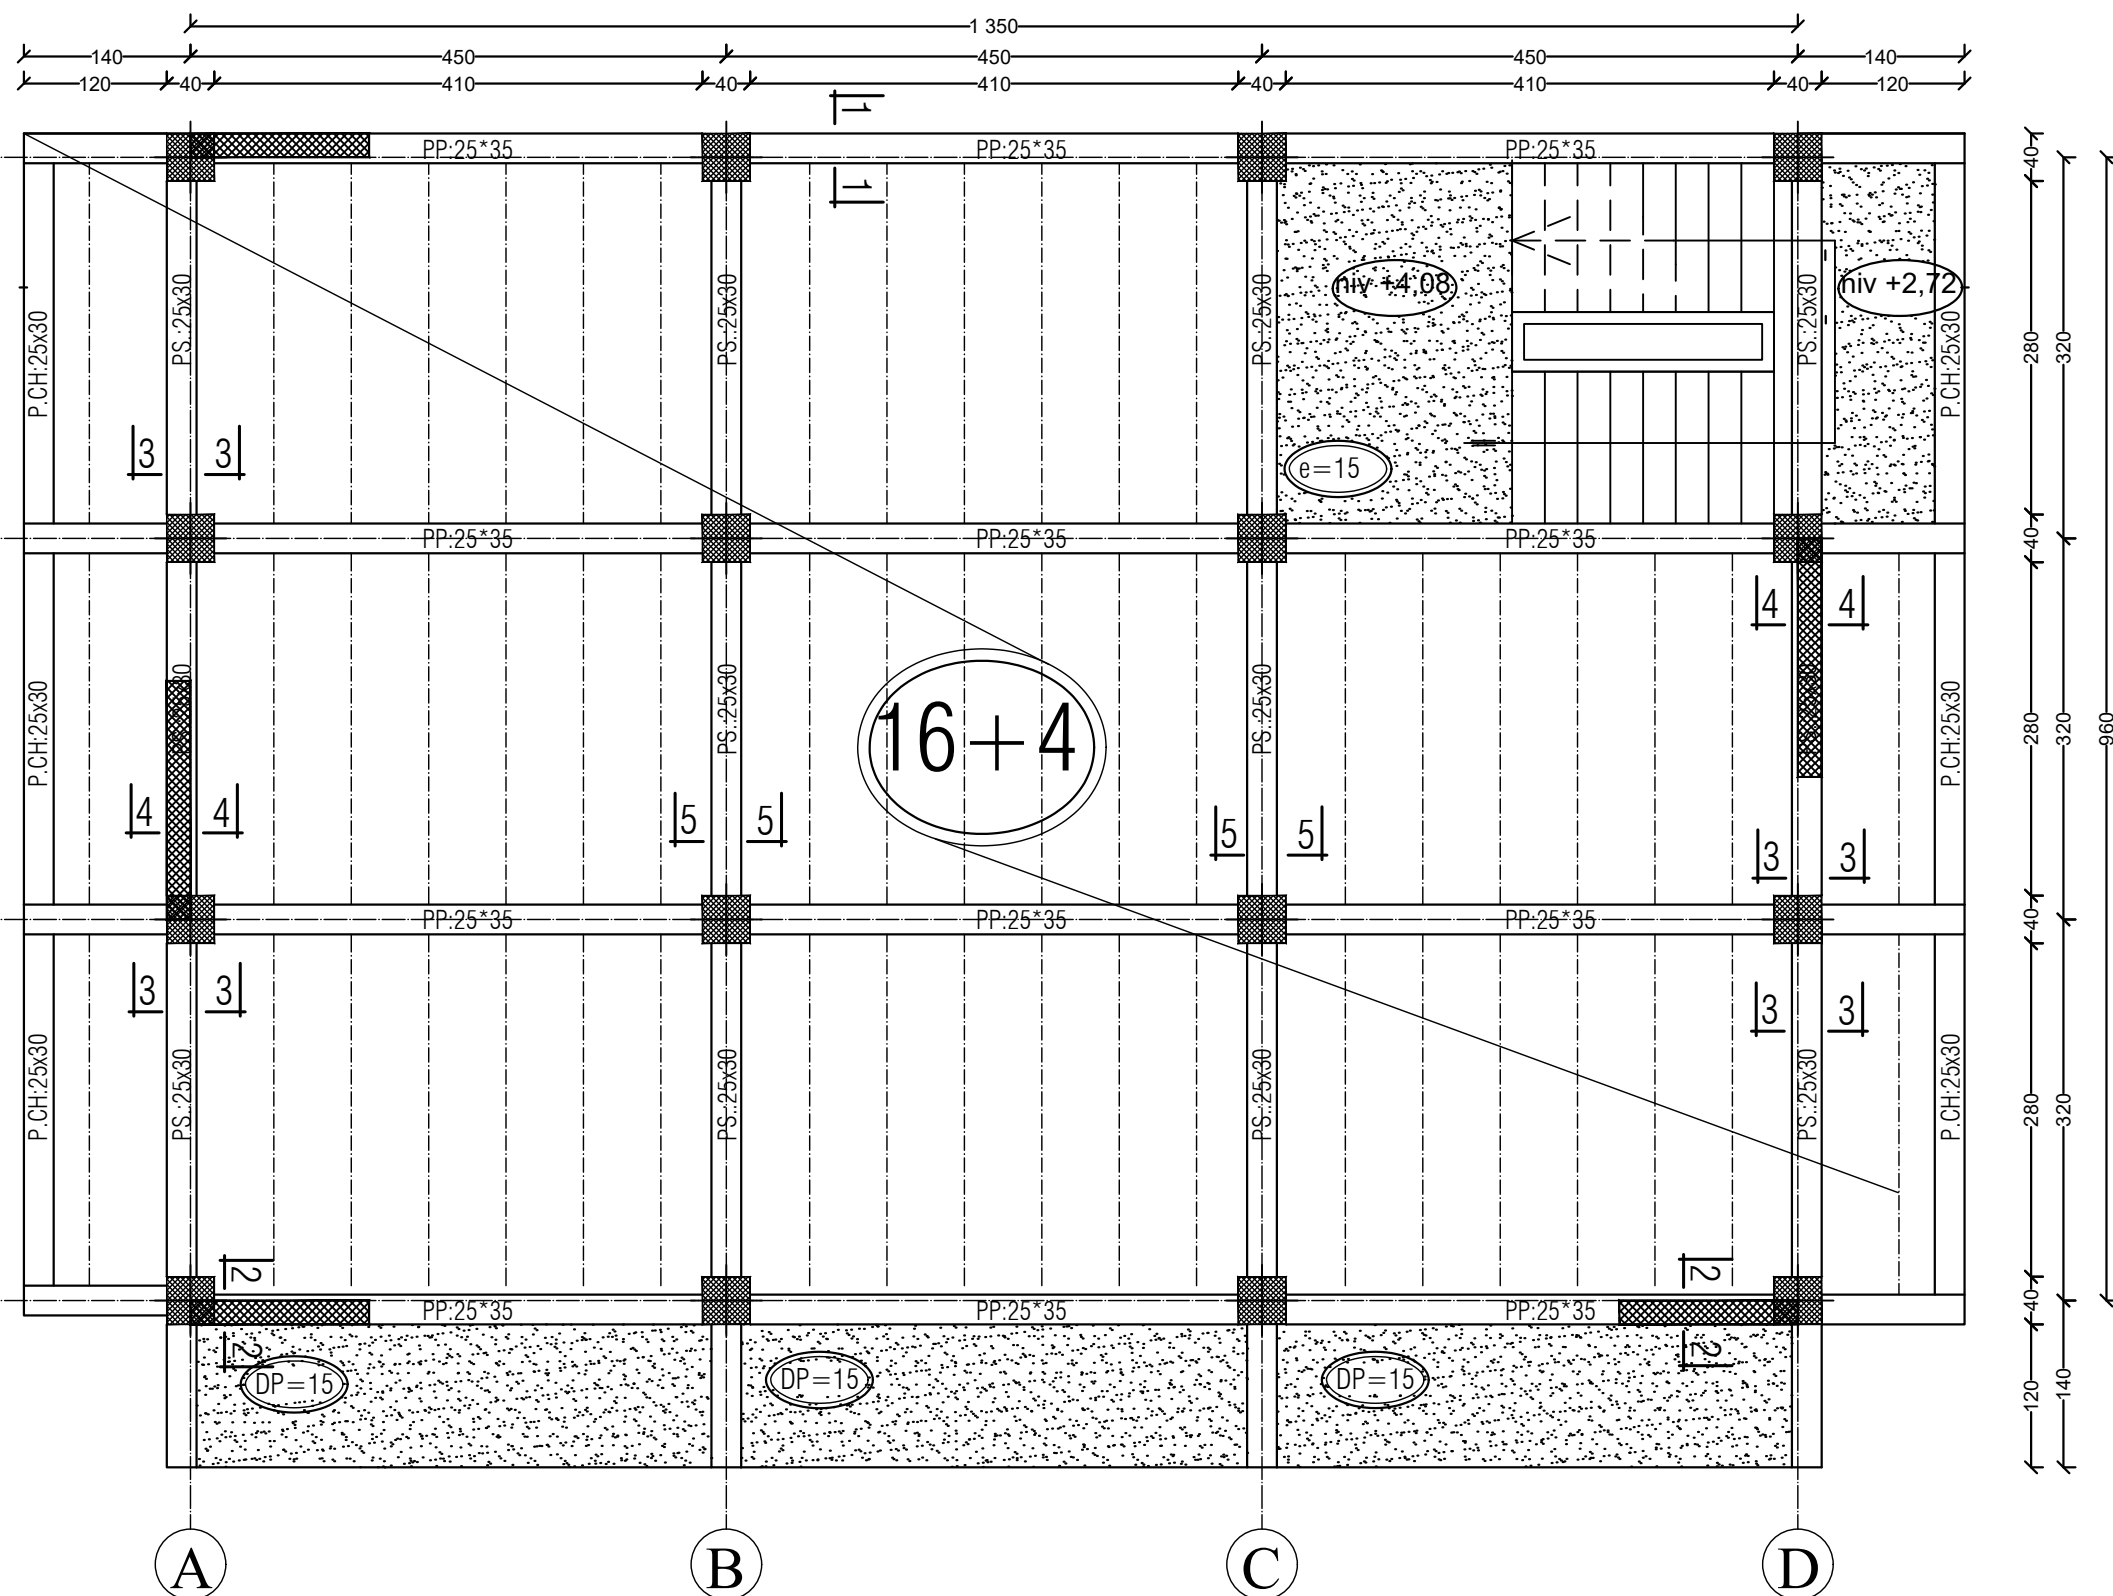 1 350
140 450 450 450 140
120 40 410 40 410 40 410 40 120
1
PP:25*35 PP:25*35 PP:25*35
40
1
niv +4,08 niv +2,72
P.CH:25x30 PS.:25x30 PS.:25x30 PS.:25x30 PS.:25x30 P.CH:25x30
280 320
3 3
e=15
PP:25*35 PP:25*35 PP:25*35
40
4 4
P.CH:25x30 PS.:25x30 PS.:25x30 P.CH:25x30
16+4
280 320 960
4 4 5 5 5 5
3 3
PP:25*35 PP:25*35 PP:25*35
40
3 3 3 3
P.CH:25x30 PS.:25x30 PS.:25x30 PS.:25x30 PS.:25x30 P.CH:25x30
280 320
2 2
PP:25*35 PP:25*35 PP:25*35
40
2 2
DP=15 DP=15 DP=15
120 140
A B C D